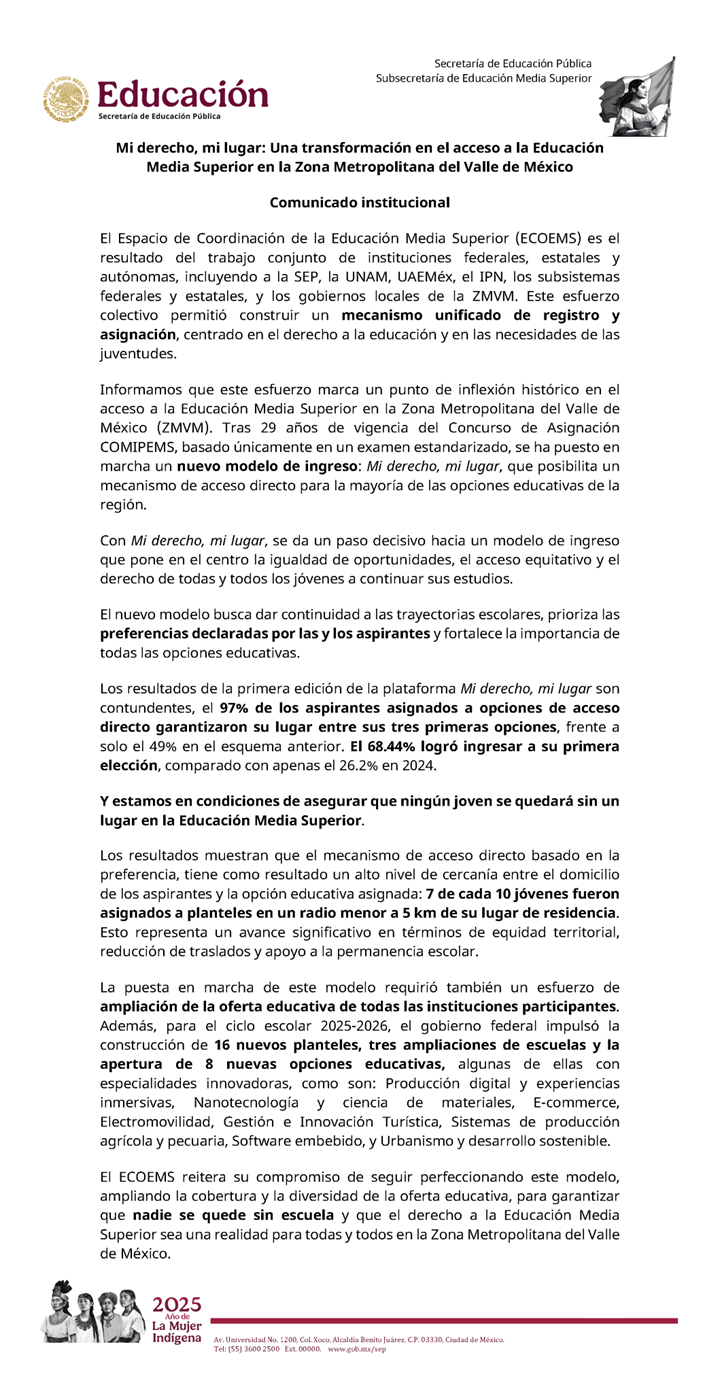 Secretaría de Educación Pública
Subsecretaría de Educación Media Superior
Educación
Secretaría de Educación Pública
Mi derecho, mi lugar: Una transformación en el acceso a la Educación
Media Superior en la Zona Metropolitana del Valle de México
Comunicado institucional
El Espacio de Coordinación de la Educación Media Superior (ECOEMS) es el
resultado del trabajo conjunto de instituciones federales, estatales y
autónomas, incluyendo a la SEP, la UNAM, UAEMéx, el IPN, los subsistemas
federales y estatales, y los gobiernos locales de la ZMVM. Este esfuerzo
colectivo permitió construir un mecanismo unificado de registro y
asignación, centrado en el derecho a la educación y en las necesidades de las
juventudes.
Informamos que este esfuerzo marca un punto de inflexión histórico en el
acceso a la Educación Media Superior en la Zona Metropolitana del Valle de
México (ZMVM). Tras 29 años de vigencia del Concurso de Asignación
COMIPEMS, basado únicamente en un examen estandarizado, se ha puesto en
marcha un nuevo modelo de ingreso: Mi derecho, mi lugar, que posibilita un
mecanismo de acceso directo para la mayoría de las opciones educativas de la
región.
Con Mi derecho, mi lugar, se da un paso decisivo hacia un modelo de ingreso
que pone en el centro la igualdad de oportunidades, el acceso equitativo y el
derecho de todas y todos los jóvenes a continuar sus estudios.
El nuevo modelo busca dar continuidad a las trayectorias escolares, prioriza las
preferencias declaradas por las y los aspirantes y fortalece la importancia de
todas las opciones educativas.
Los resultados de la primera edición de la plataforma Mi derecho, mi lugar son
contundentes, el 97% de los aspirantes asignados a opciones de acceso
directo garantizaron su lugar entre sus tres primeras opciones, frente a
solo el 49% en el esquema anterior. El 68.44% logró ingresar a su primera
elección, comparado con apenas el 26.2% en 2024.
Y estamos en condiciones de asegurar que ningún joven se quedará sin un
lugar en la Educación Media Superior.
Los resultados muestran que el mecanismo de acceso directo basado en la
preferencia, tiene como resultado un alto nivel de cercanía entre el domicilio
de los aspirantes y la opción educativa asignada: 7 de cada 10 jóvenes fueron
asignados a planteles en un radio menor a 5 km de su lugar de residencia.
Esto representa un avance significativo en términos de equidad territorial,
reducción de traslados y apoyo a la permanencia escolar.
La puesta en marcha de este modelo requirió también un esfuerzo de
ampliación de la oferta educativa de todas las instituciones participantes.
Además, para el ciclo escolar 2025-2026, el gobierno federal impulsó la
construcción de 16 nuevos planteles, tres ampliaciones de escuelas y la
apertura de 8 nuevas opciones educativas, algunas de ellas con
especialidades innovadoras, como son: Producción digital y experiencias
inmersivas, Nanotecnología y ciencia de materiales, E-commerce,
Electromovilidad, Gestión e Innovación Turística, Sistemas de producción
agrícola y pecuaria, Software embebido, y Urbanismo y desarrollo sostenible.
El ECOEMS reitera su compromiso de seguir perfeccionando este modelo,
ampliando la cobertura y la diversidad de la oferta educativa, para garantizar
que nadie se quede sin escuela y que el derecho a la Educación Media
Superior sea una realidad para todas y todos en la Zona Metropolitana del Valle
de México.
2025
Año de
La Mujer
Indígena
Av. Universidad No. 1200, Col. Xoco, Alcaldía Benito Juárez, C.P. 03330, Ciudad de México.
Tel: (55) 3600 2500 Ext. 00000. www.gob.mx/sep